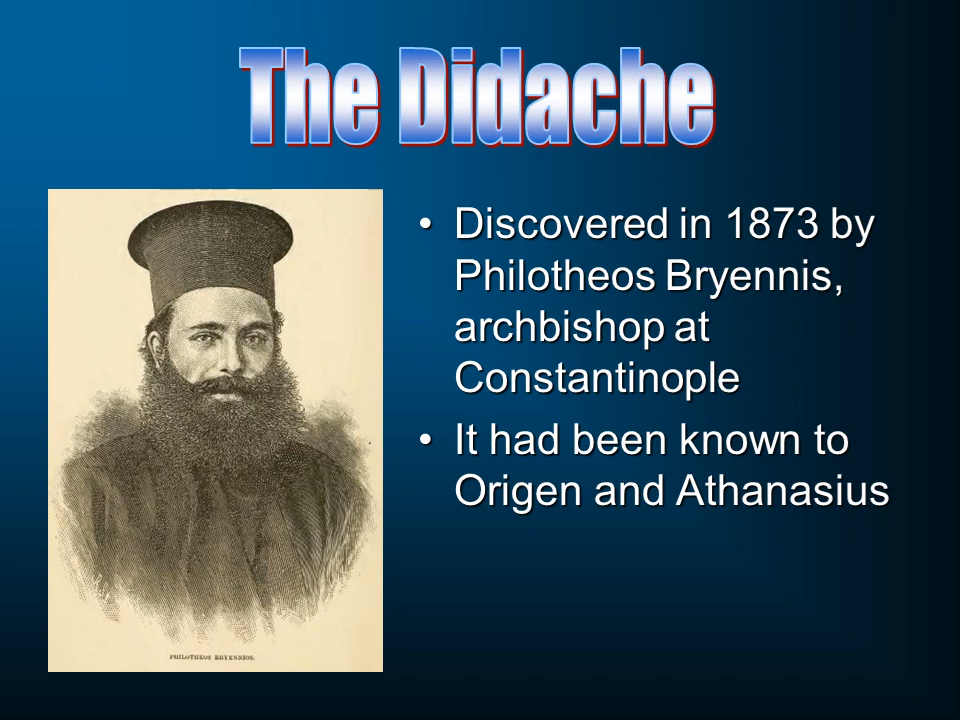 The Didache
• Discovered in 1873 by
Philotheos Bryennis,
archbishop at
Constantinople
• It had been known to
Origen and Athanasius
PHILOTHEOS BRYENNIOS.